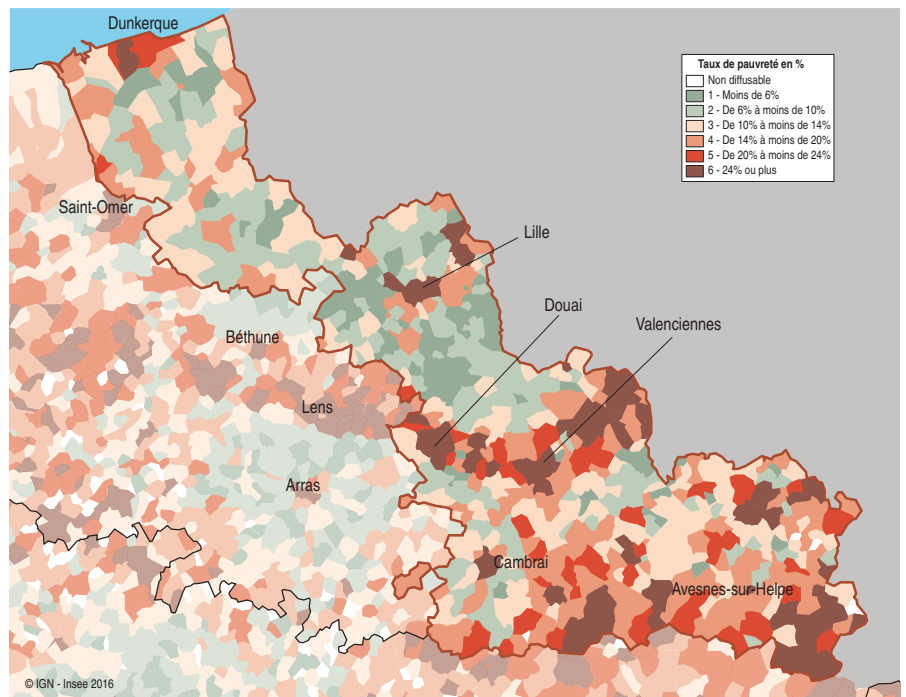 Dunkerque
Taux de pauvreté en %
Non diffusable
1 - Moins de 6%
2 - De 6% à moins de 10%
3 - De 10% à moins de 14%
4 - De 14% à moins de 20%
5 - De 20% à moins de 24%
6 - 24% ou plus
Saint-Omer
Lille
Douai
Valenciennes
Béthune
Lens
Arras
Cambrai
Avesnes-sur-Helpe
© IGN - Insee 2016